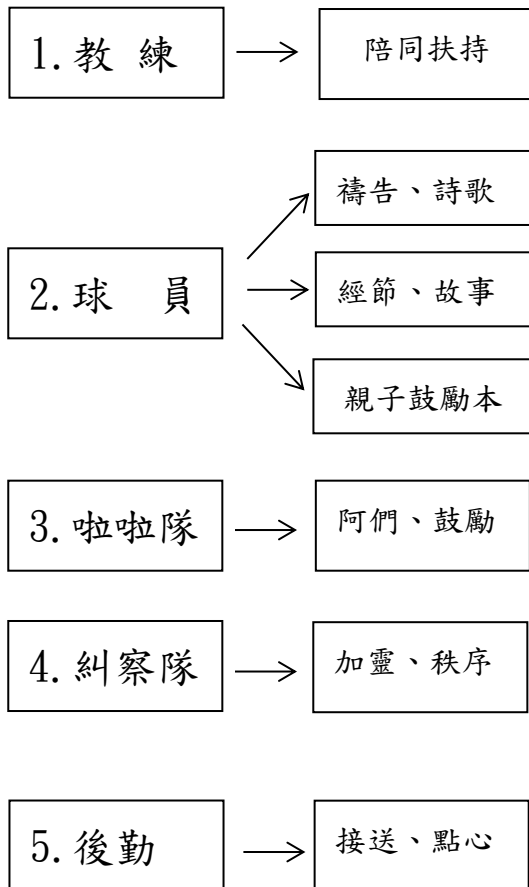 1.教 練
陪同扶持
禱告、詩歌
2.球 員
經節、故事
親子鼓勵本
3.啦啦隊
阿們、鼓勵
4.糾察隊
加靈、秩序
5.後勤
接送、點心